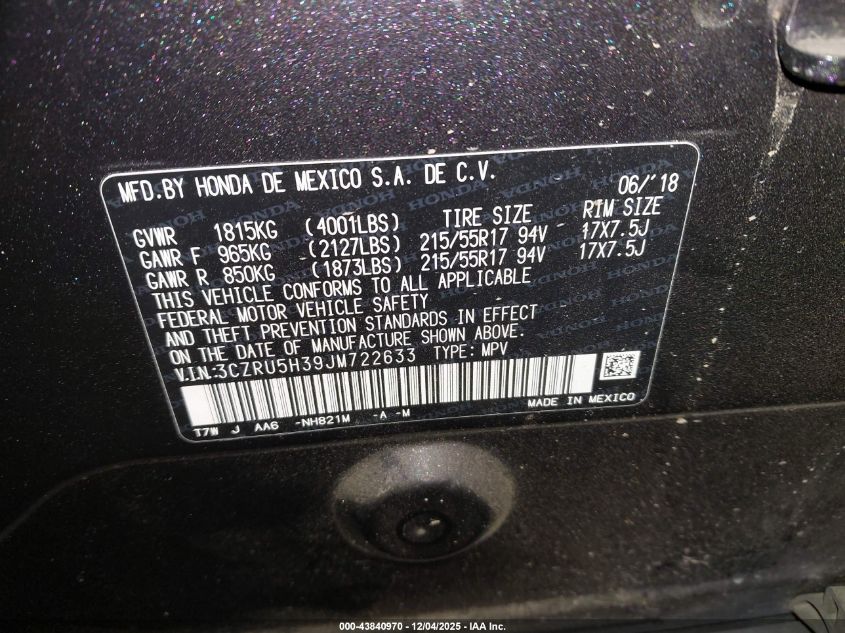 MFD.BY HONDA DE MEXICO S.A. DE C.V. 06/'18
GVWR 1815KG (4001LBS) TIRE SIZE RIM SIZE
GAWR F 965KG (2127LBS) 215/55R17 94V 17X7.5J
GAWR R 850KG (1873LBS) 215/55R17 94V 17X7.5J
THIS VEHICLE CONFORMS TO ALL APPLICABLE
FEDERAL MOTOR VEHICLE SAFETY
AND THEFT PREVENTION STANDARDS IN EFFECT
ON THE DATE OF MANUFACTURE SHOWN ABOVE.
V.I.N:3CZRU5H39JM722633 TYPE: MPV
T7W J AA6 -NH821M -A -M MADE IN MEXICO
000-43840970 - 12/04/2025 - IAA Inc.